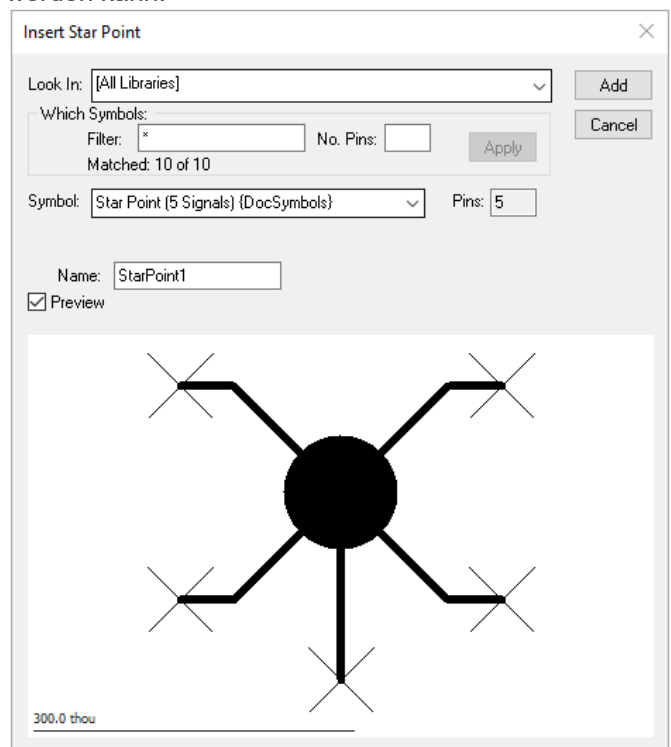 Insert Star Point
Look In: [All Libraries]
Add
Which Symbols:
Cancel
Filter: * No. Pins:
Apply
Matched: 10 of 10
Symbol: Star Point (5 Signals) {DocSymbols} Pins: 5
Name: StarPoint1
Preview
300.0 thou